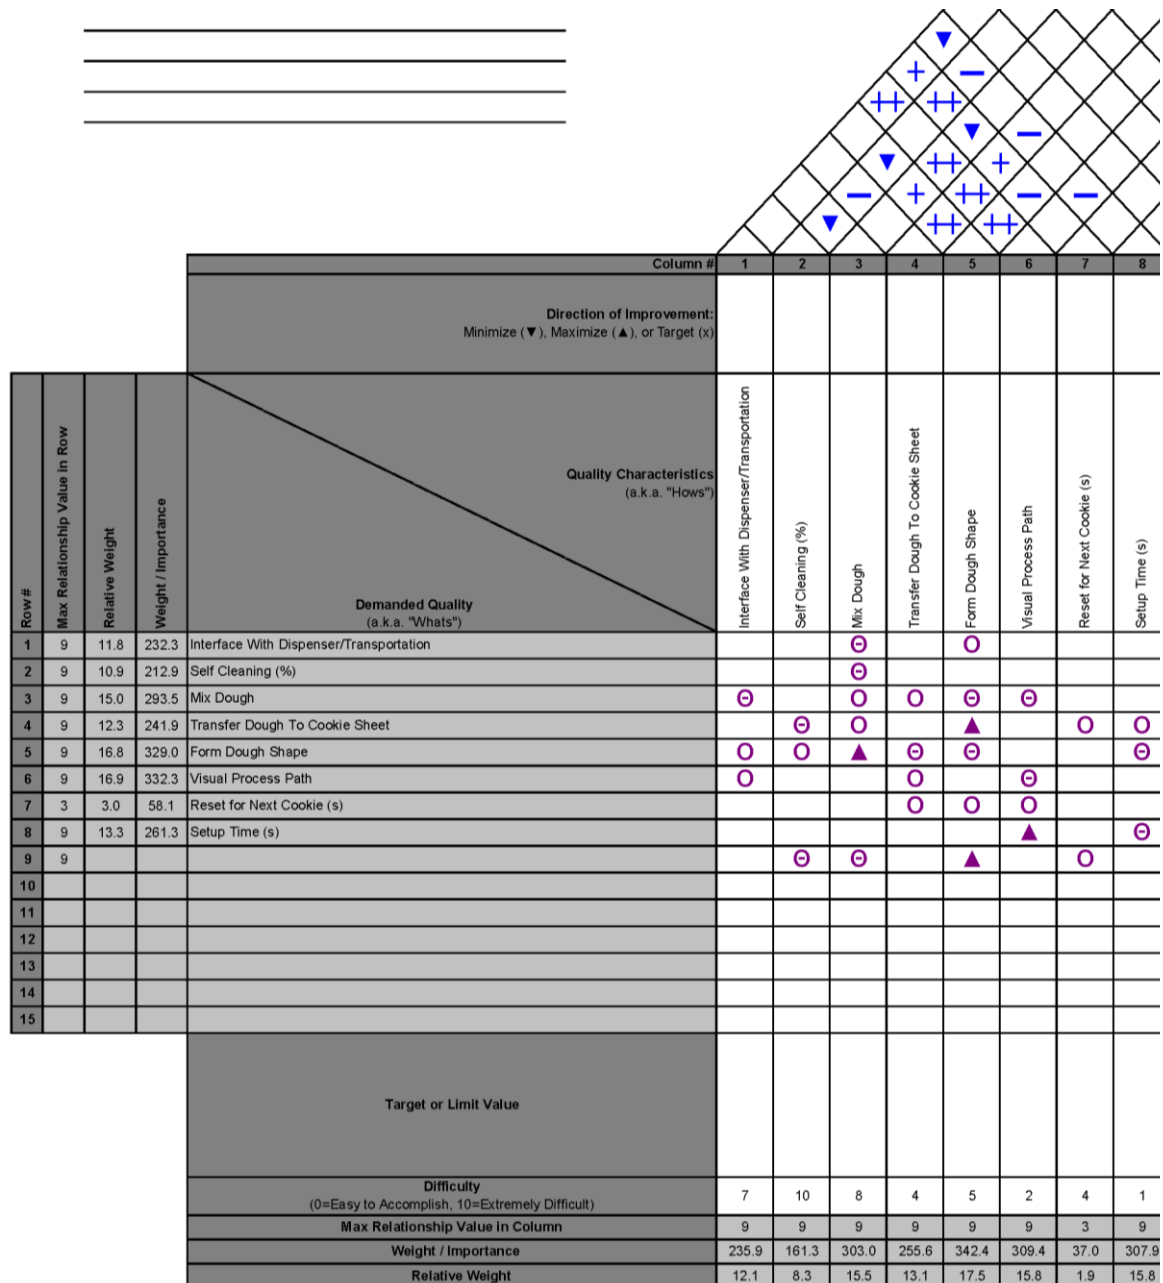 Column # 1 2 3 4 5 6 7 8
Direction of Improvement:
Minimize (▼), Maximize (▲), or Target (x)
Row #
Max Relationship Value in Row
Relative Weight
Weight / Importance
Quality Characteristics
(a.k.a. "Hows")
Demanded Quality
(a.k.a. "Whats")
Interface With Dispenser/Transportation
Self Cleaning (%)
Mix Dough
Transfer Dough To Cookie Sheet
Form Dough Shape
Visual Process Path
Reset for Next Cookie (s)
Setup Time (s)
1 9 11.8 232.3 Interface With Dispenser/Transportation
2 9 10.9 212.9 Self Cleaning (%)
3 9 15.0 293.5 Mix Dough
4 9 12.3 241.9 Transfer Dough To Cookie Sheet
5 9 16.8 329.0 Form Dough Shape
6 9 16.9 332.3 Visual Process Path
7 3 3.0 58.1 Reset for Next Cookie (s)
8 9 13.3 261.3 Setup Time (s)
9 9
10
11
12
13
14
15
Target or Limit Value
Difficulty
(0=Easy to Accomplish, 10=Extremely Difficult)
7 10 8 4 5 2 4 1
Max Relationship Value in Column 9 9 9 9 9 9 3 9
Weight / Importance 235.9 161.3 303.0 255.6 342.4 309.4 37.0 307.9
Relative Weight 12.1 8.3 15.5 13.1 17.5 15.8 1.9 15.8